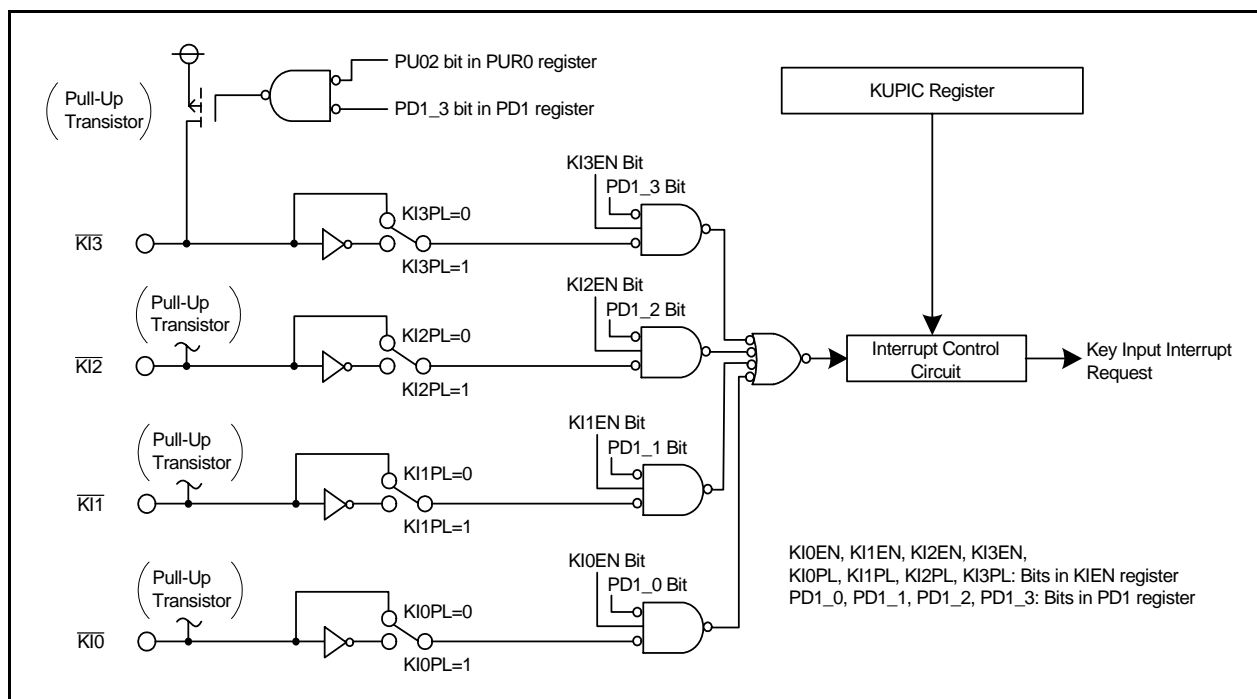 PU02 bit in PUR0 register
KUPIC Register
Pull-Up
Transistor
PD1_3 bit in PD1 register
KI3EN Bit
PD1_3 Bit
KI3PL=0
KI3
KI3PL=1
Pull-Up
Transistor
KI2EN Bit
PD1_2 Bit
KI2PL=0
KI2
KI2PL=1
Interrupt Control
Circuit
Key Input Interrupt
Request
Pull-Up
Transistor
KI1EN Bit
PD1_1 Bit
KI1PL=0
KI1
KI1PL=1
Pull-Up
Transistor
KI0EN Bit
PD1_0 Bit
KI0PL=0
KI0
KI0PL=1
KI0EN, KI1EN, KI2EN, KI3EN,
KI0PL, KI1PL, KI2PL, KI3PL: Bits in KIEN register
PD1_0, PD1_1, PD1_2, PD1_3: Bits in PD1 register